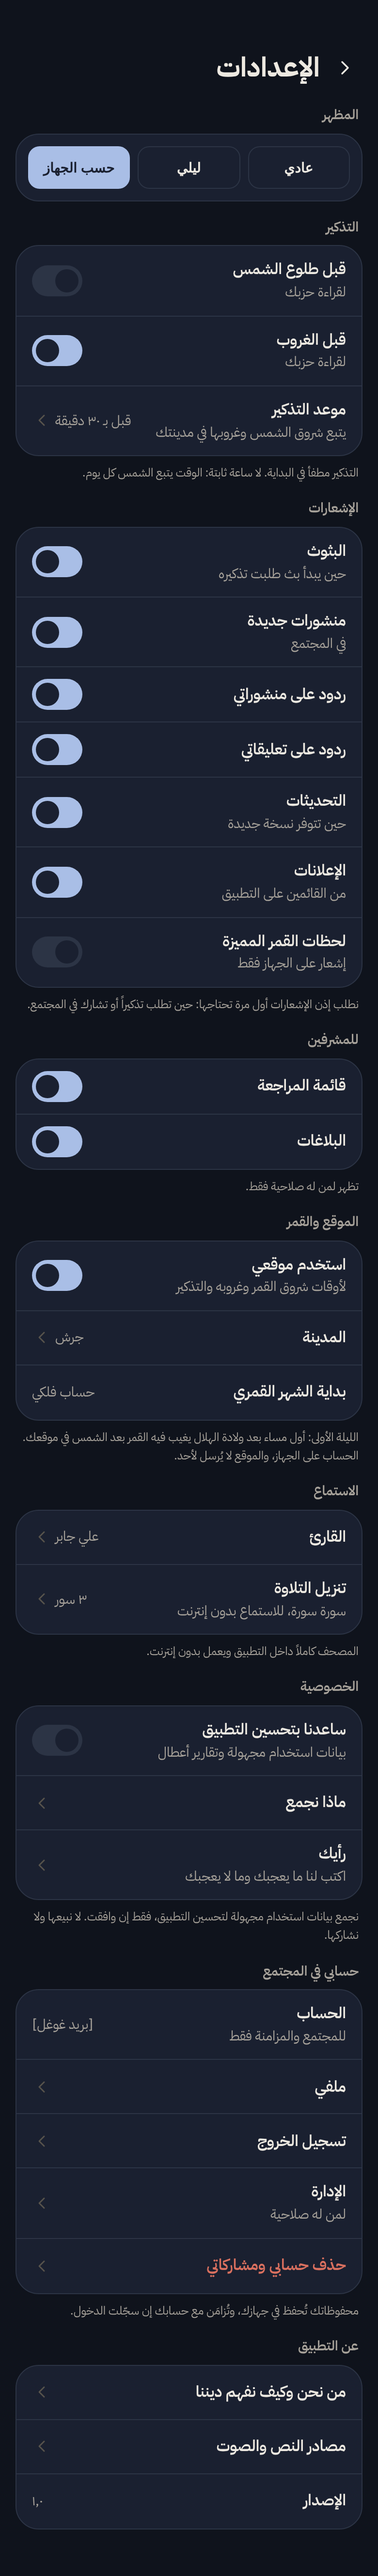 الإعدادات
المظهر
عادي
ليلي
حسب الجهاز
التذكير
قبل طلوع الشمس
لقراءة حزبك
قبل الغروب
لقراءة حزبك
موعد التذكير
يتبع شروق الشمس وغروبها في مدينتك
قبل بـ ٣٠ دقيقة
التذكير مطفأ في البداية. لا ساعة ثابتة: الوقت يتبع الشمس كل يوم.
الإشعارات
البثوث
حين يبدأ بث طلبت تذكيره
منشورات جديدة
في المجتمع
ردود على منشوراتي
ردود على تعليقاتي
التحديثات
حين تتوفر نسخة جديدة
الإعلانات
من القائمين على التطبيق
لحظات القمر المميزة
إشعار على الجهاز فقط
نطلب إذن الإشعارات أول مرة تحتاجها: حين تطلب تذكيراً أو تشارك في المجتمع.
للمشرفين
قائمة المراجعة
البلاغات
تظهر لمن له صلاحية فقط.
الموقع والقمر
استخدم موقعي
لأوقات شروق القمر وغروبه والتذكير
المدينة
جرش
بداية الشهر القمري
حساب فلكي
الليلة الأولى: أول مساء بعد ولادة الهلال يغيب فيه القمر بعد الشمس في موقعك.
الحساب على الجهاز، والموقع لا يُرسل لأحد.
الاستماع
القارئ
علي جابر
تنزيل التلاوة
سورة سورة، للاستماع بدون إنترنت
٣ سور
المصحف كاملاً داخل التطبيق ويعمل بدون إنترنت.
الخصوصية
ساعدنا بتحسين التطبيق
بيانات استخدام مجهولة وتقارير أعطال
ماذا نجمع
رأيك
اكتب لنا ما يعجبك وما لا يعجبك
نجمع بيانات استخدام مجهولة لتحسين التطبيق، فقط إن وافقت. لا نبيعها ولا
نشاركها.
حسابي في المجتمع
الحساب
للمجتمع والمزامنة فقط
[بريد غوغل]
ملفي
تسجيل الخروج
الإدارة
لمن له صلاحية
حذف حسابي ومشاركاتي
محفوظاتك تُحفظ في جهازك، وتُزامَن مع حسابك إن سجّلت الدخول.
عن التطبيق
من نحن وكيف نفهم ديننا
مصادر النص والصوت
الإصدار
١٫٠